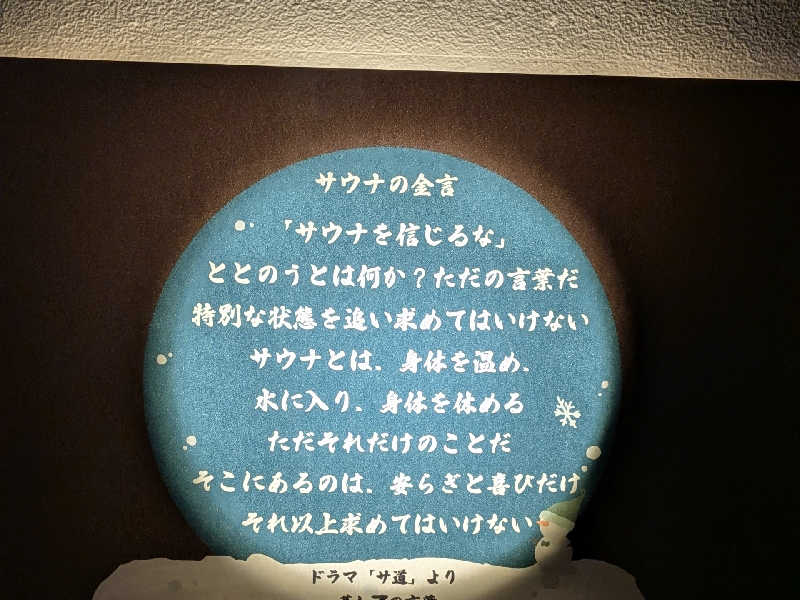 サウナの金言
「サウナを信じるな」
ととのうとは何か?ただの言葉だ
特別な状態を追い求めてはいけない
サウナとは、身体を温め、
水に入り、身体を休める
ただそれだけのことだ
そこにあるのは、安らぎと喜びだけ
それ以上求めてはいけない
ドラマ「サ道」より